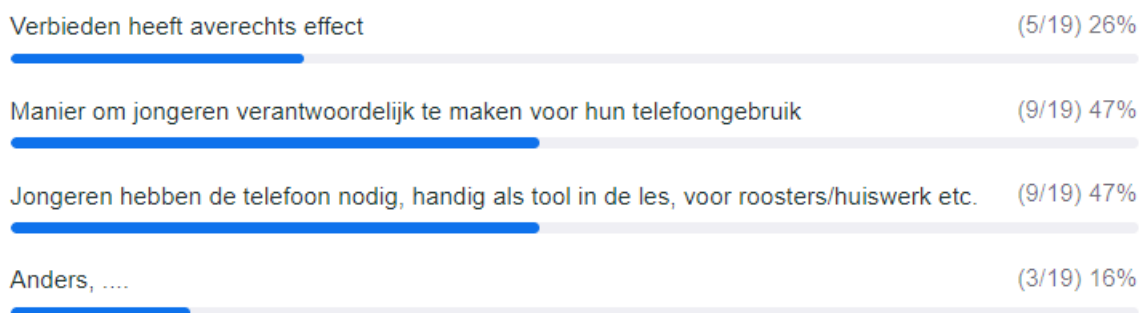 Verbieden heeft averechts effect (5/19) 26%
Manier om jongeren verantwoordelijk te maken voor hun telefoongebruik (9/19) 47%
Jongeren hebben de telefoon nodig, handig als tool in de les, voor roosters/huiswerk etc. (9/19) 47%
Anders, .... (3/19) 16%